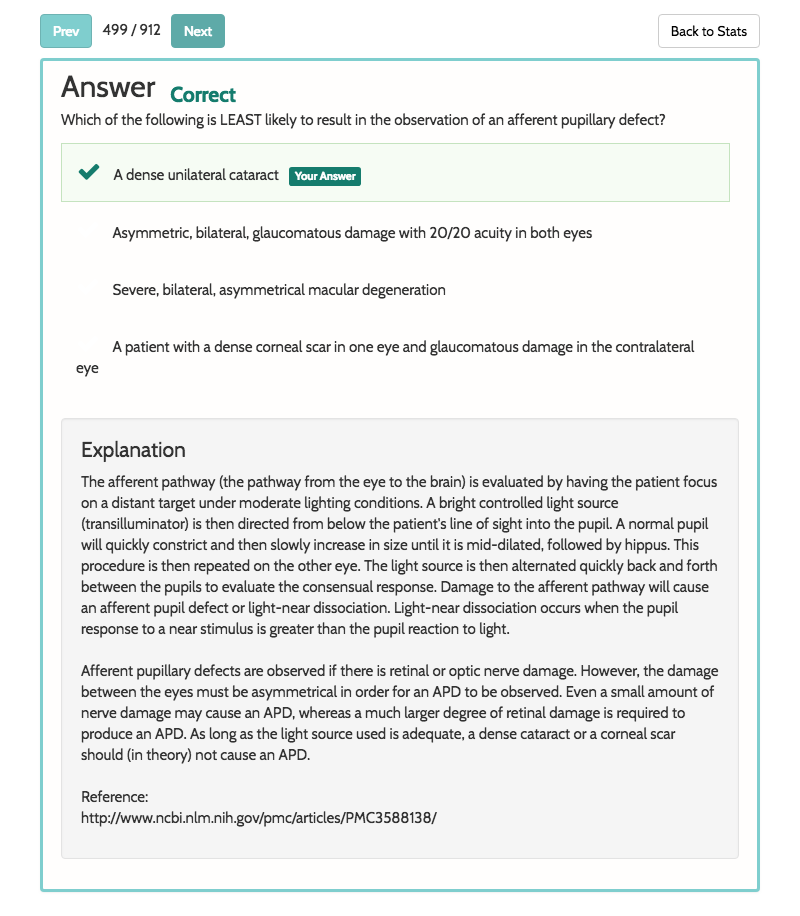 Prev 499 / 912 Next Back to Stats
Answer Correct
Which of the following is LEAST likely to result in the observation of an afferent pupillary defect?
A dense unilateral cataract Your Answer
Asymmetric, bilateral, glaucomatous damage with 20/20 acuity in both eyes
Severe, bilateral, asymmetrical macular degeneration
A patient with a dense corneal scar in one eye and glaucomatous damage in the contralateral
eye
Explanation
The afferent pathway (the pathway from the eye to the brain) is evaluated by having the patient focus
on a distant target under moderate lighting conditions. A bright controlled light source
(transilluminator) is then directed from below the patient's line of sight into the pupil. A normal pupil
will quickly constrict and then slowly increase in size until it is mid-dilated, followed by hippus. This
procedure is then repeated on the other eye. The light source is then alternated quickly back and forth
between the pupils to evaluate the consensual response. Damage to the afferent pathway will cause
an afferent pupil defect or light-near dissociation. Light-near dissociation occurs when the pupil
response to a near stimulus is greater than the pupil reaction to light.
Afferent pupillary defects are observed if there is retinal or optic nerve damage. However, the damage
between the eyes must be asymmetrical in order for an APD to be observed. Even a small amount of
nerve damage may cause an APD, whereas a much larger degree of retinal damage is required to
produce an APD. As long as the light source used is adequate, a dense cataract or a corneal scar
should (in theory) not cause an APD.
Reference:
http://www.ncbi.nlm.nih.gov/pmc/articles/PMC3588138/